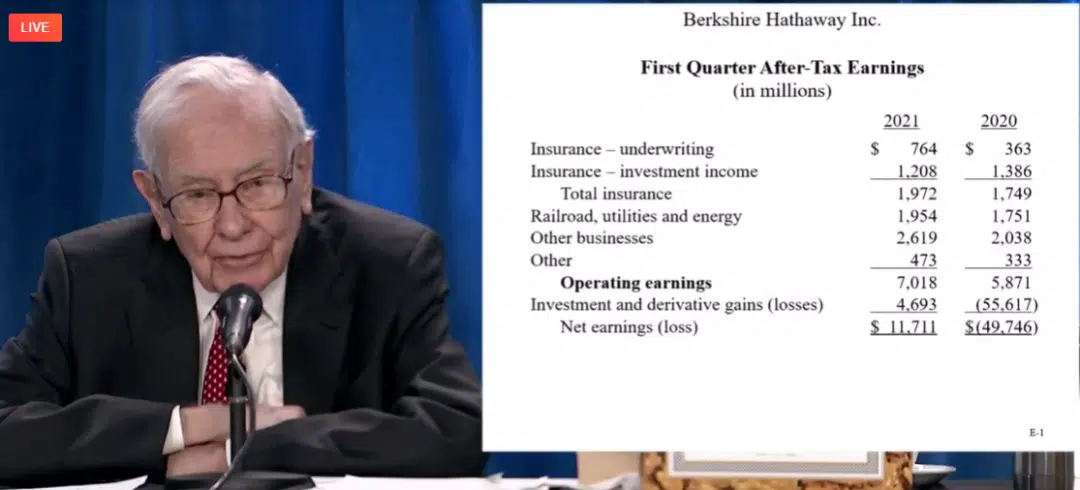 LIVE
Berkshire Hathaway Inc.
First Quarter After-Tax Earnings
(in millions)
2021 2020
Insurance – underwriting $ 764 $ 363
Insurance – investment income 1,208 1,386
Total insurance 1,972 1,749
Railroad, utilities and energy 1,954 1,751
Other businesses 2,619 2,038
Other 473 333
Operating earnings 7,018 5,871
Investment and derivative gains (losses) 4,693 (55,617)
Net earnings (loss) $ 11,711 $(49,746)
E-1